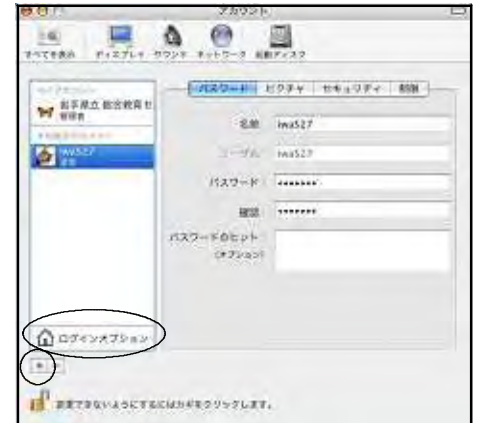 アカウント
すべてを表示 ディスプレイ サウンド ネットワーク 起動ディスク
パスワード ピクチャ セキュリティ 制限
岩手県立 総合教育セ
管理者
iwa527
名前 iwa527
ユーザ名 iwa527
パスワード •••••••
確認 •••••••
パスワードのヒント
(オプション)
ログインオプション
変更できないようにするにはカギをクリックします。